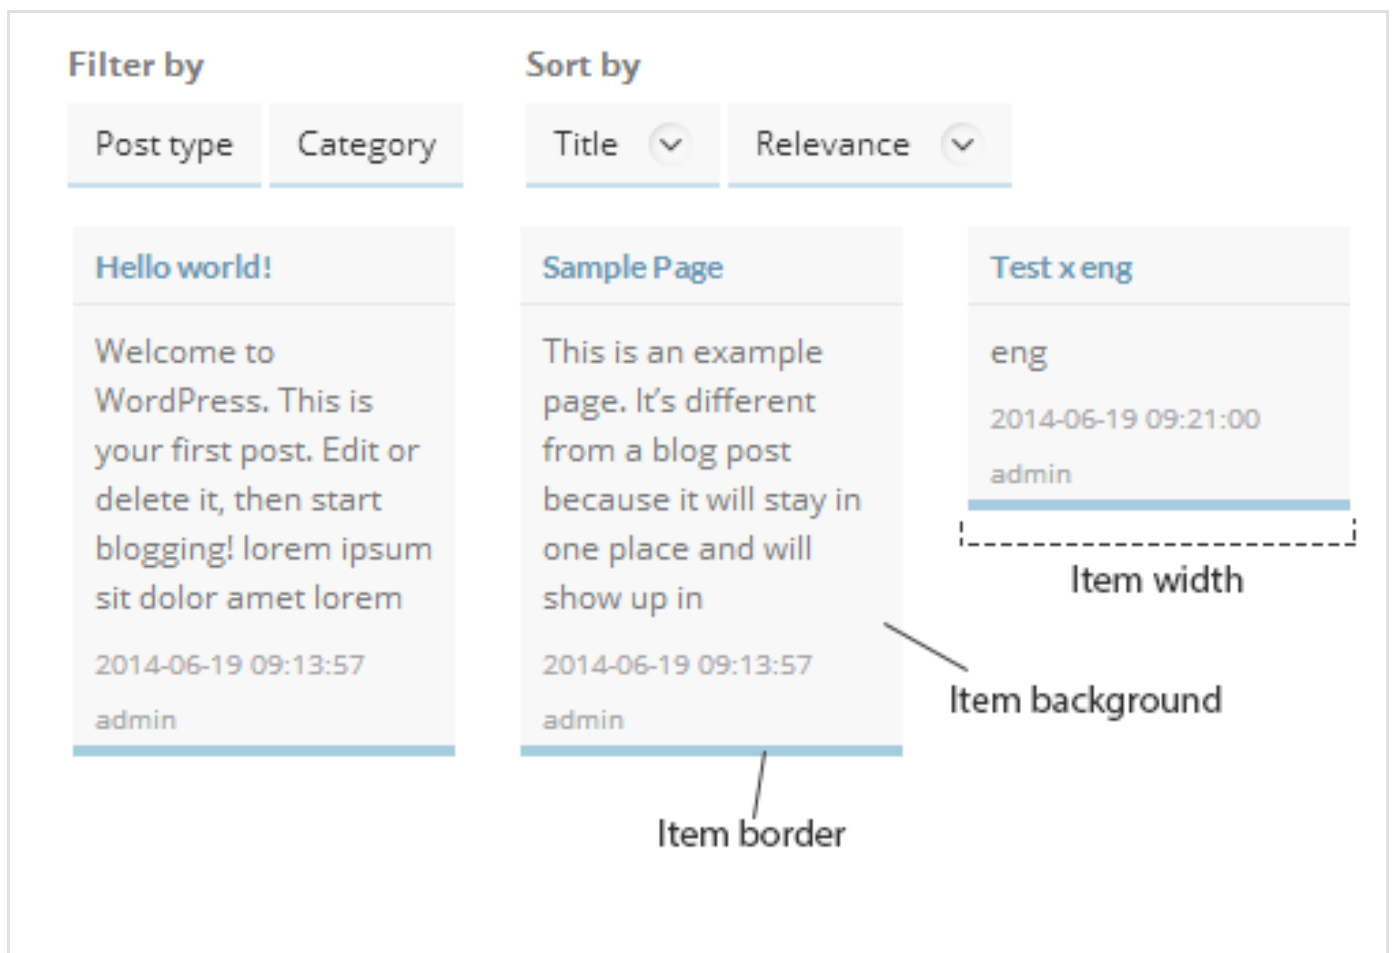 Filter by
Sort by
Post type
Category
Title
Relevance
Hello world!
Welcome to
WordPress. This is
your first post. Edit or
delete it, then start
blogging! lorem ipsum
sit dolor amet lorem
2014-06-19 09:13:57
admin
Sample Page
This is an example
page. It’s different
from a blog post
because it will stay in
one place and will
show up in
2014-06-19 09:13:57
admin
Test x eng
eng
2014-06-19 09:21:00
admin
Item width
Item background
Item border